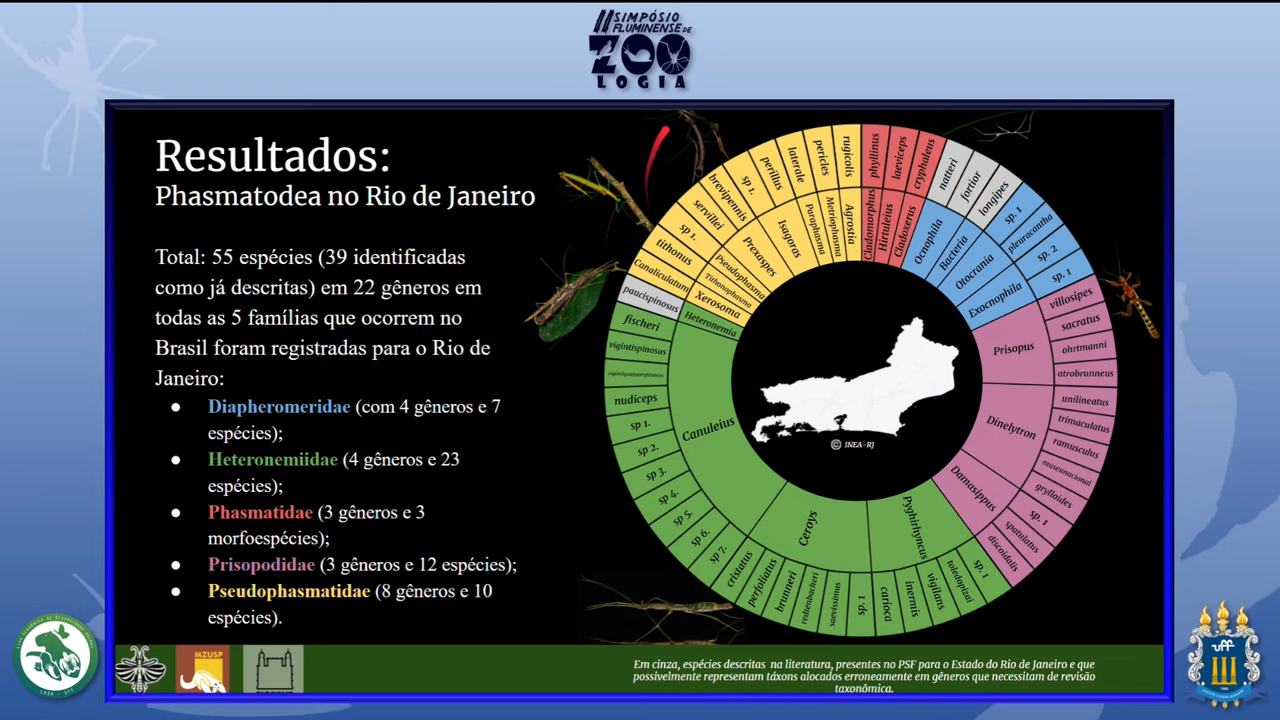 II SIMPÓSIO
FLUMINENSE DE
ZOO
LOGIA
Resultados:
Phasmatodea no Rio de Janeiro
Total: 55 espécies (39 identificadas
como já descritas) em 22 gêneros em
todas as 5 famílias que ocorrem no
Brasil foram registradas para o Rio de
Janeiro:
● Diapheromeridae (com 4 gêneros e 7
espécies);
● Heteronemiidae (4 gêneros e 23
espécies);
● Phasmatidae (3 gêneros e 3
morfoespécies);
● Prisopodidae (3 gêneros e 12 espécies);
● Pseudophasmatidae (8 gêneros e 10
espécies).
phyllinus
laeviceps
cryphaleus
natteri
fortior
longipes
sp. 1
pleuracantha
sp. 2
sp. 1
villosipes
sacratus
ohrtmanni
atrobrunneus
unilineatus
trimaculatus
ramusculus
museunacional
grylloides
sp. 1
spatulatus
discoidalis
sp. 1
toledopizai
vigilans
inermis
carioca
sp. 1
saevissimus
redtenbacheri
brunneri
perfoliatus
cristatus
sp 7.
sp 6.
sp 5.
sp 4.
sp 3.
sp 2.
sp 1.
nudiceps
vigintispinosus
fischeri
paucispinosus
Canaliculatum
tithonus
sp 1.
servillei
brevipennis
sp 1.
perillus
laterale
pericles
rugicolis
Cladomorphus
Hirtuleius
Cladoxerus
Ocnophila
Bacteria
Otocrania
Exocnophila
Prisopus
Dinelytron
Damasippus
Pyghirhyncus
Ceroys
Canuleius
Heteronemia
Xerosoma
Tithonophasma
Pseudophasma
Prexaspes
Isagoras
Paraphasma
Metriophasma
Agrostia
© INEA-RJ
Em cinza, espécies descritas na literatura, presentes no PSF para o Estado do Rio de Janeiro e que
possivelmente representam táxons alocados erroneamente em gêneros que necessitam de revisão
taxonômica.
MZUSP
LADA - UFF
uff